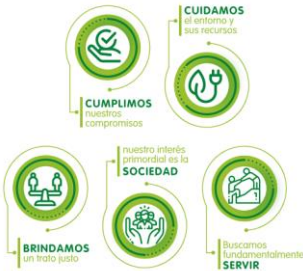 CUIDAMOS
el entorno y
sus recursos
CUMPLIMOS
nuestros
compromisos
nuestro interés
primordial es la
SOCIEDAD
BRINDAMOS
un trato justo
Buscamos
fundamentalmente
SERVIR